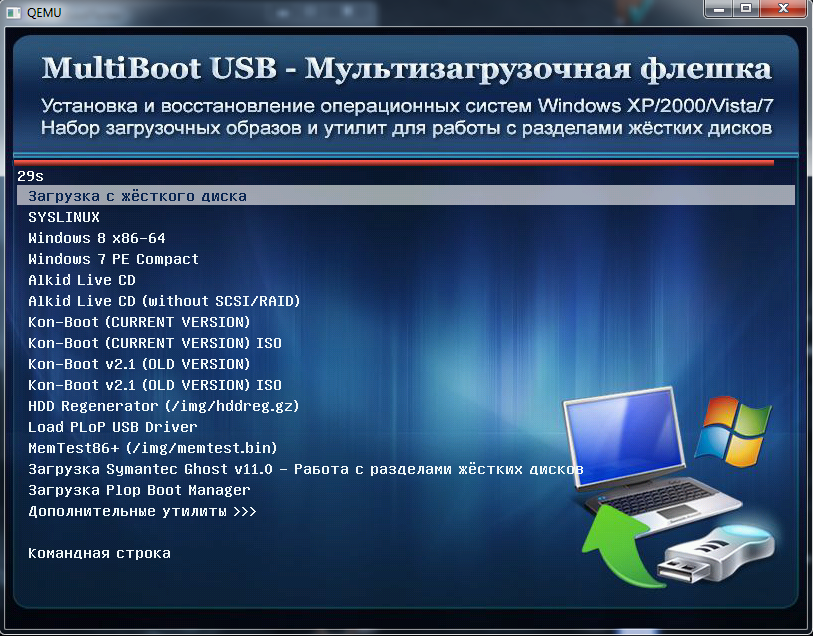 QEMU
MultiBoot USB - Мультизагрузочная флешка
Установка и восстановление операционных систем Windows XP/2000/Vista/7
Набор загрузочных образов и утилит для работы с разделами жёстких дисков
29s
Загрузка с жёсткого диска
SYSLINUX
Windows 8 x86-64
Windows 7 PE Compact
Alkid Live CD
Alkid Live CD (without SCSI/RAID)
Kon-Boot (CURRENT VERSION)
Kon-Boot (CURRENT VERSION) ISO
Kon-Boot v2.1 (OLD VERSION)
Kon-Boot v2.1 (OLD VERSION) ISO
HDD Regenerator (/img/hddreg.gz)
Load PLoP USB Driver
MemTest86+ (/img/memtest.bin)
Загрузка Symantec Ghost v11.0 - Работа с разделами жёстких дисков
Загрузка Plop Boot Manager
Дополнительные утилиты >>>
Командная строка